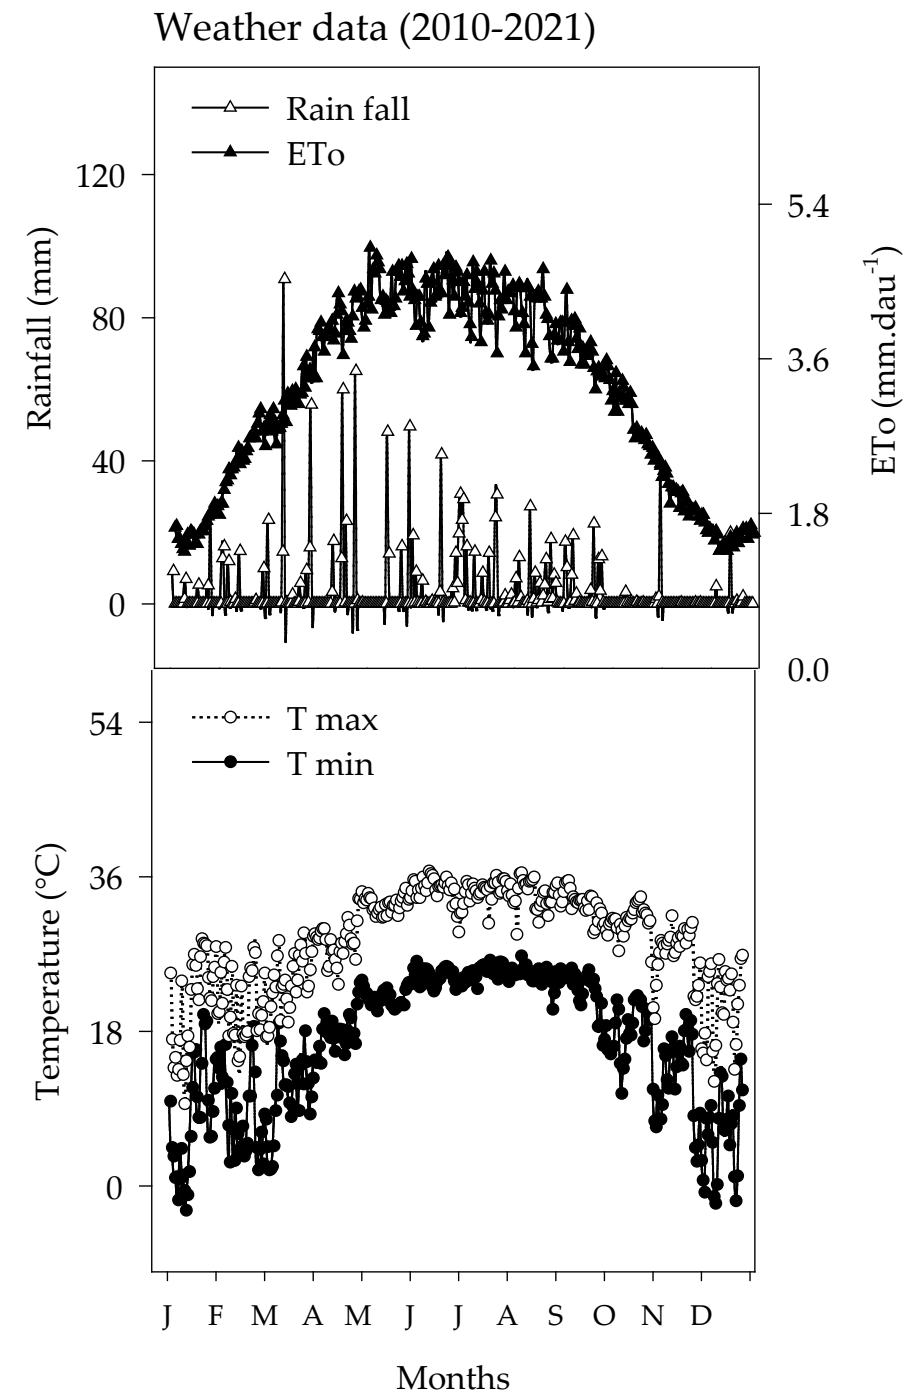 Weather data (2010-2021)
Rain fall
ETo
120
80
40
0
Rainfall (mm)
5.4
3.6
1.8
0.0
ETo (mm.dau⁻¹)
T max
T min
54
36
18
0
Temperature (°C)
J F M A M J J A S O N D
Months